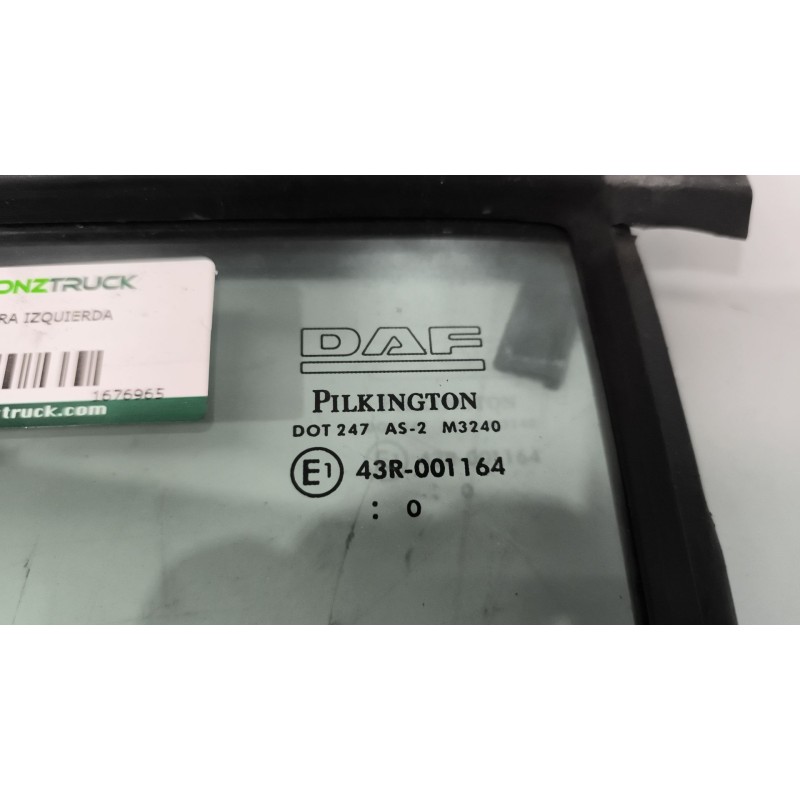 ONZTRUCK
RA IZQUIERDA
1676965
truck.com
DAF
PILKINGTON
DOT 247 AS-2 M3240
E1 43R-001164
: 0